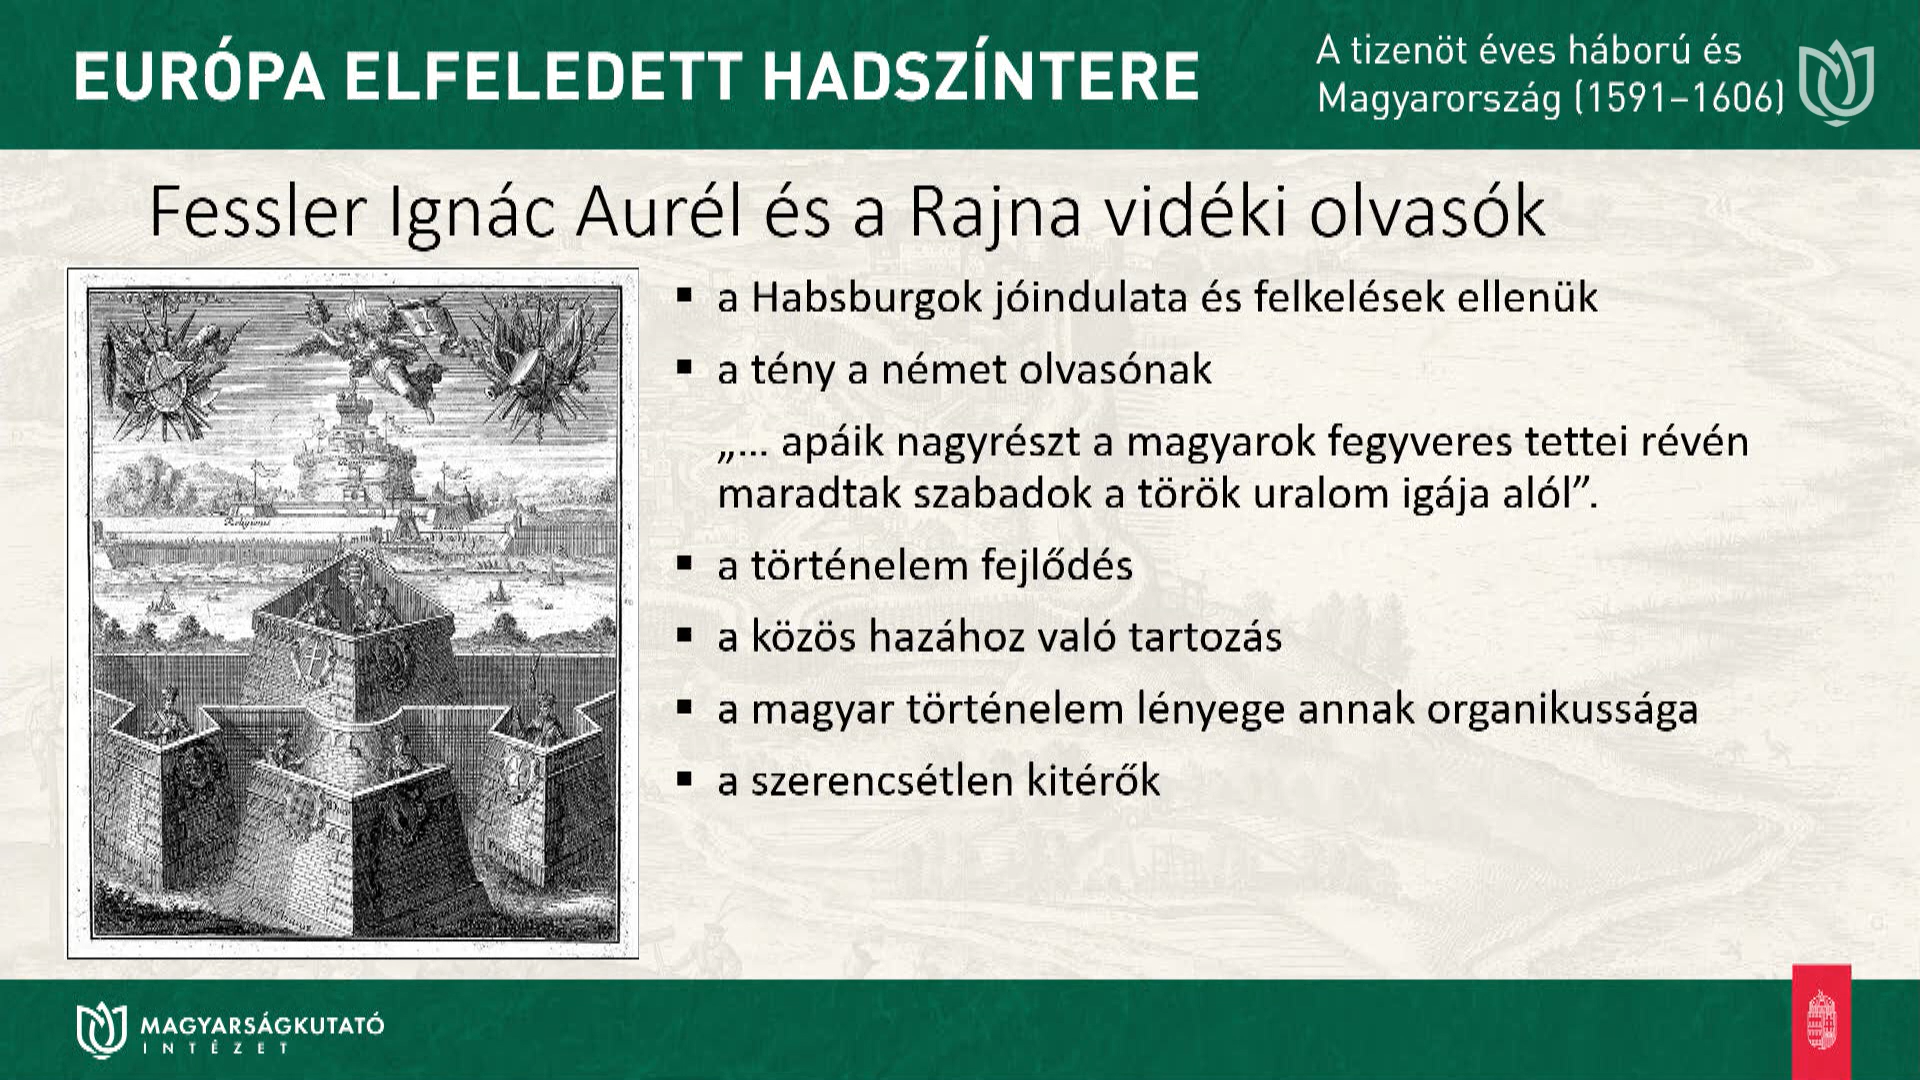 EURÓPA ELFELEDETT HADSZÍNTERE
A tizenöt éves háború és
Magyarország (1591–1606)
Fessler Ignác Aurél és a Rajna vidéki olvasók
▪ a Habsburgok jóindulata és felkelések ellenük
▪ a tény a német olvasónak
„... apáik nagyrészt a magyarok fegyveres tettei révén
maradtak szabadok a török uralom igája alól”.
▪ a történelem fejlődés
▪ a közös hazához való tartozás
▪ a magyar történelem lényege annak organikussága
▪ a szerencsétlen kitérők
MAGYARSÁGKUTATÓ
INTÉZET